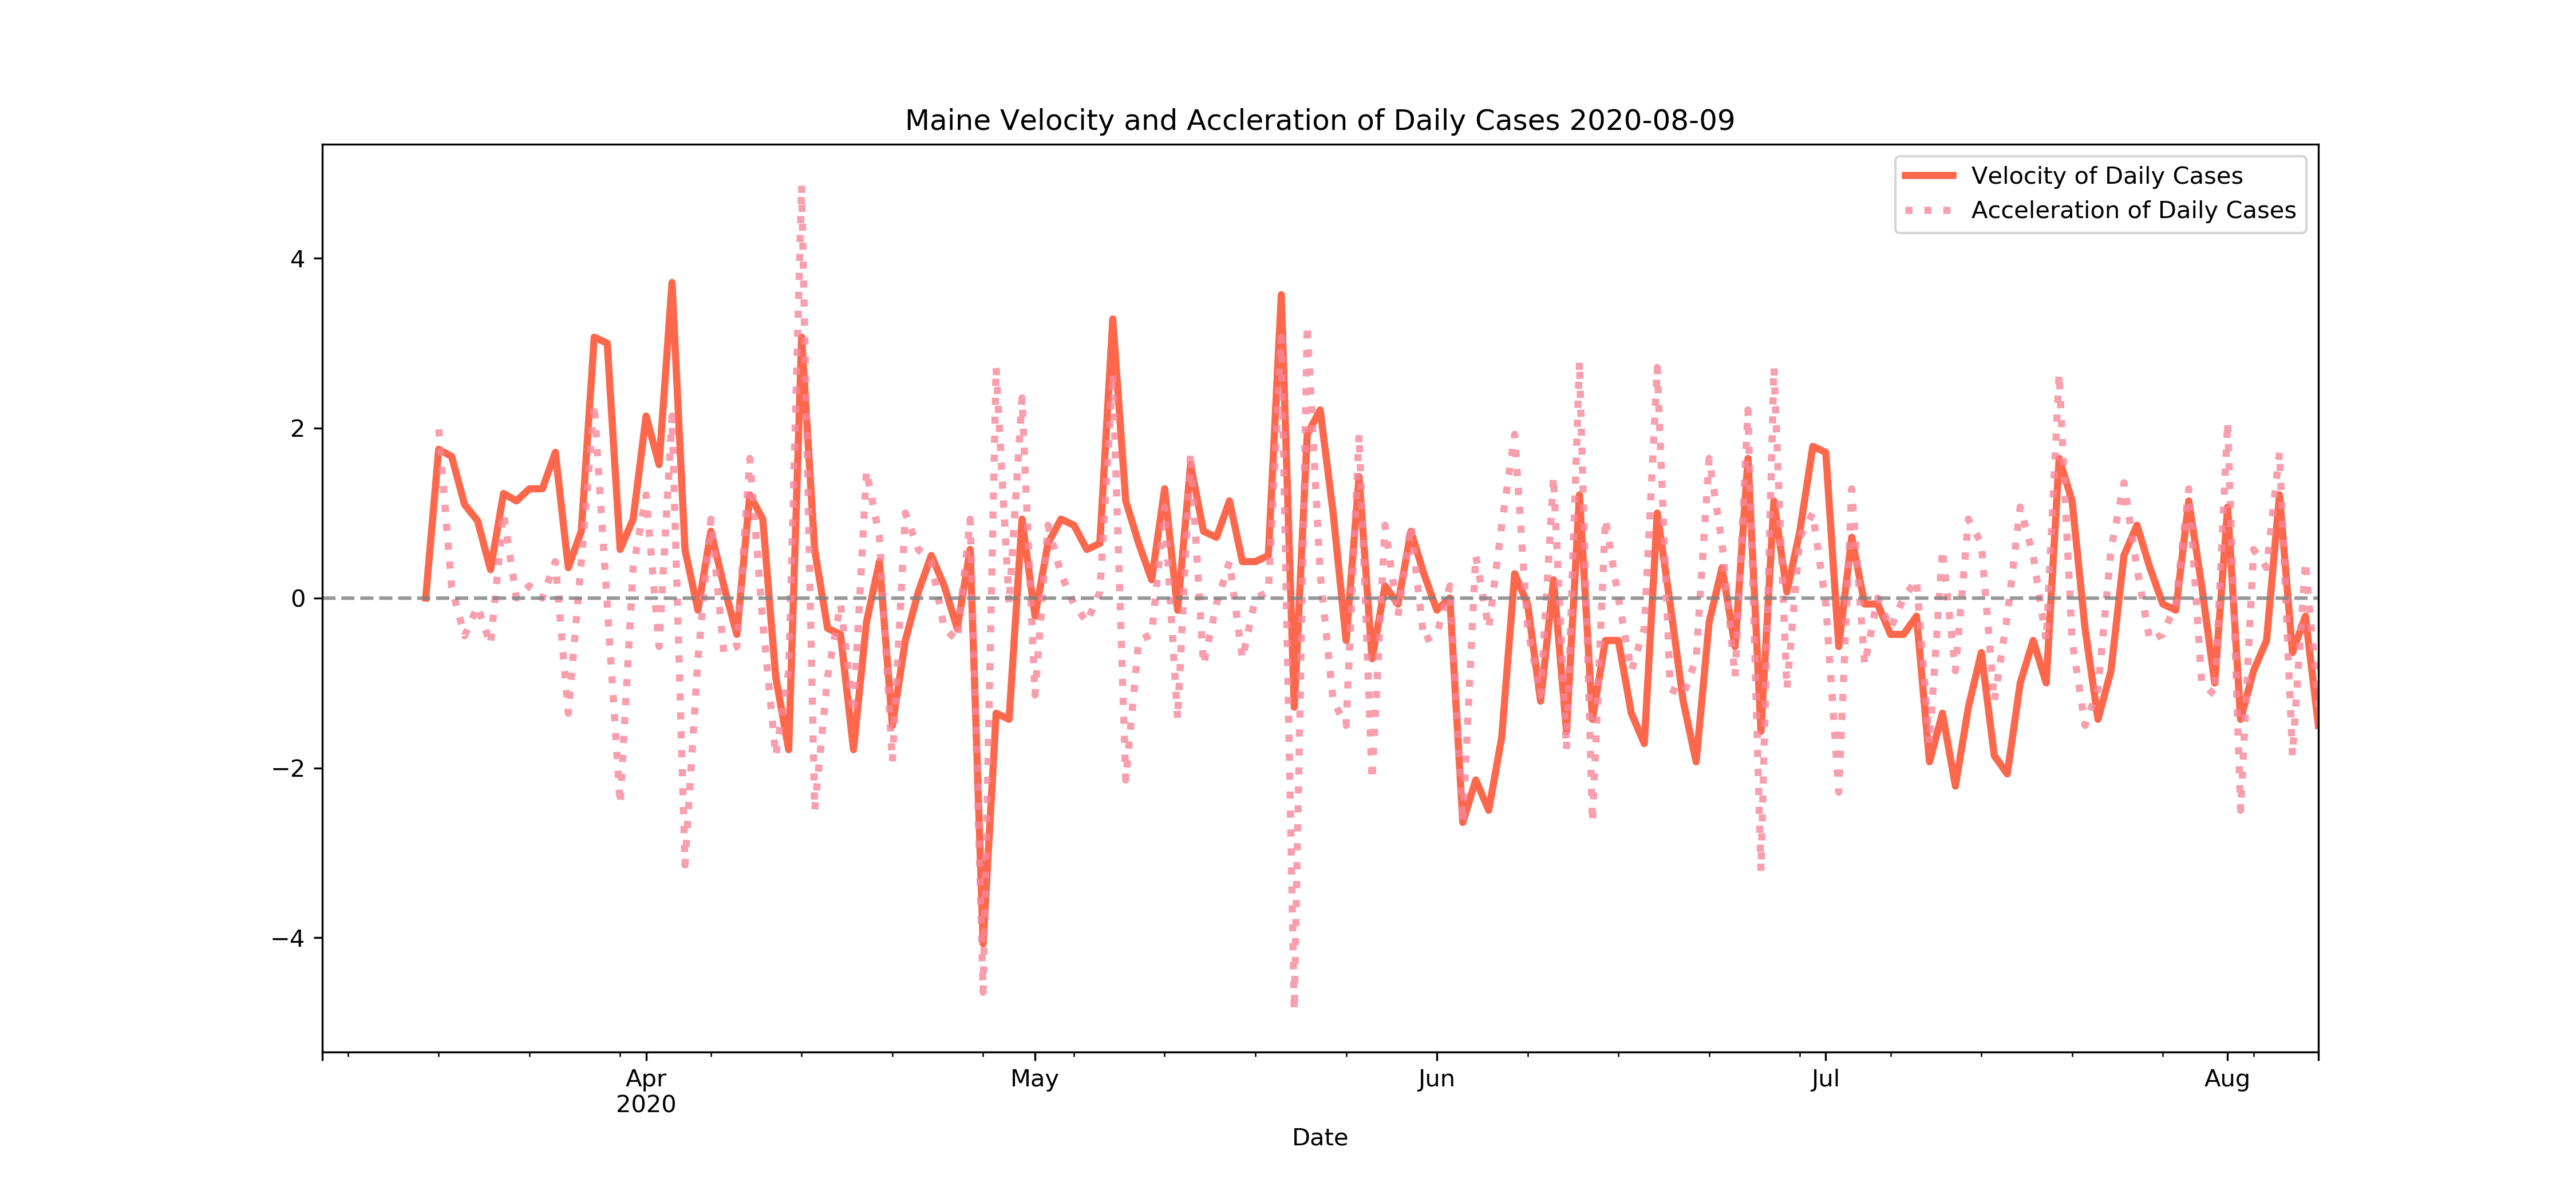 Maine Velocity and Accleration of Daily Cases 2020-08-09
Velocity of Daily Cases
Acceleration of Daily Cases
4
2
0
−2
−4
Apr
2020
May
Jun
Jul
Aug
Date